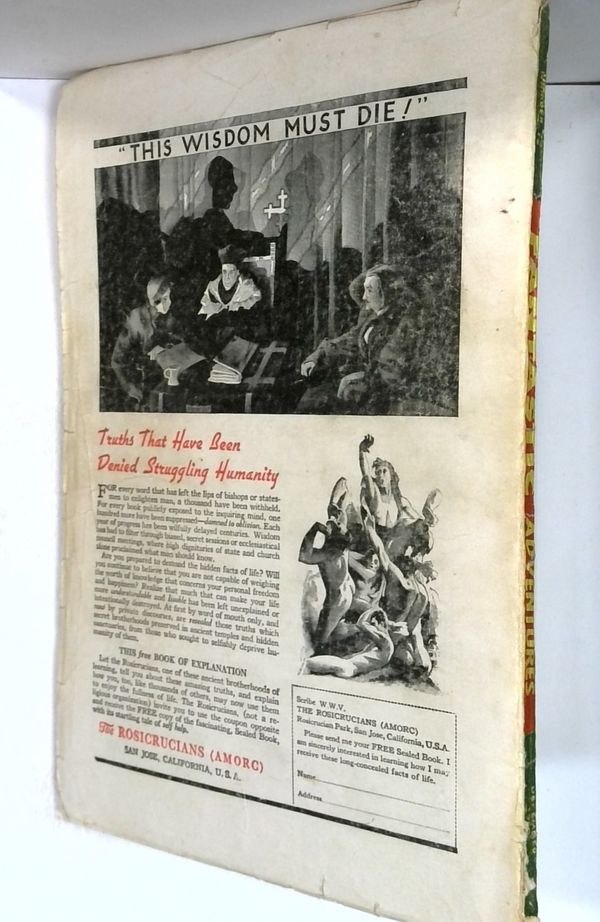 "THIS WISDOM MUST DIE!"
Truths That Have Been
Denied Struggling Humanity
FOR every word that has left the lips of bishops or states-
men to enlighten man, a thousand have been withheld.
For every book publicly exposed to the inquiring mind, one
hundred more have been suppressed—damned to oblivion. Each
year of progress has been wilfully delayed centuries. Wisdom
has had to filter through biased, secret sessions or ecclesiastical
council meetings, where high dignitaries of state and church
alone proclaimed what man should know.
Are you prepared to demand the hidden facts of life? Will
you continue to believe that you are not capable of weighing
the worth of knowledge that concerns your personal freedom
and happiness? Realize that much that can make your life
more understandable and livable has been left unexplained or
intentionally destroyed. At first by word of mouth only, and
now by private discourses, are revealed those truths which
secret brotherhoods preserved in ancient temples and hidden
sanctuaries, from those who sought to selfishly deprive hu-
manity of them.
THIS free BOOK OF EXPLANATION
Let the Rosicrucians, one of these ancient brotherhoods of
learning, tell you about these amazing truths, and explain
how you, too, like thousands of others, may now use them
to enjoy the fullness of life. The Rosicrucians, (not a re-
ligious organization) invite you to use the coupon opposite
and receive the FREE copy of the fascinating, Sealed Book,
with its startling tale of self help.
The ROSICRUCIANS (AMORC)
SAN JOSE, CALIFORNIA, U. S. A.
Scribe W.W.V.
THE ROSICRUCIANS (AMORC)
Rosicrucian Park, San Jose, California, U.S.A.
Please send me your FREE Sealed Book. I
am sincerely interested in learning how I may
receive these long-concealed facts of life.
Name
Address
FANTASTIC ADVENTURES